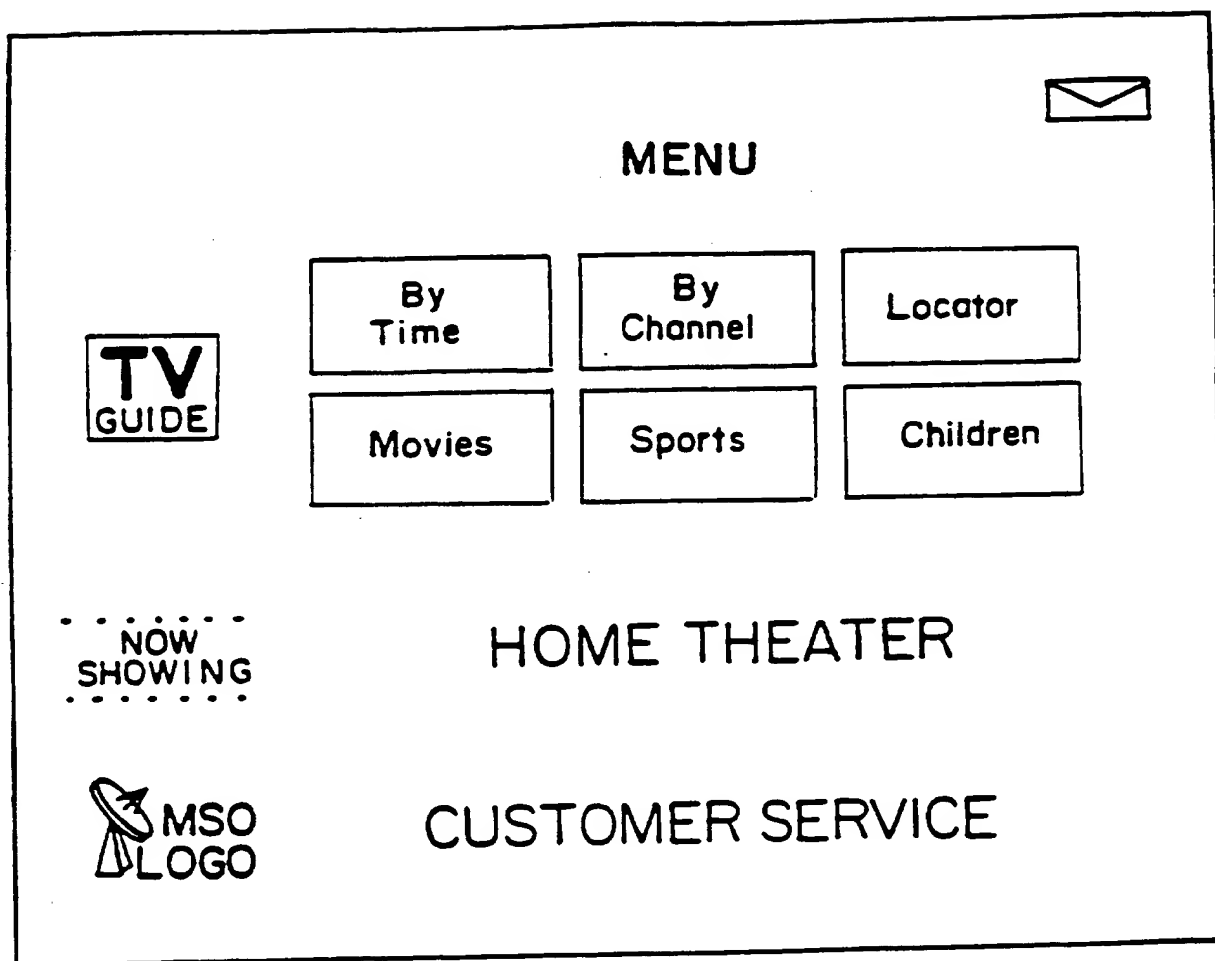 MENU
By
Time
By
Channel
Locator
TV
GUIDE
Movies
Sports
Children
NOW
SHOWING
HOME THEATER
MSO
LOGO
CUSTOMER SERVICE